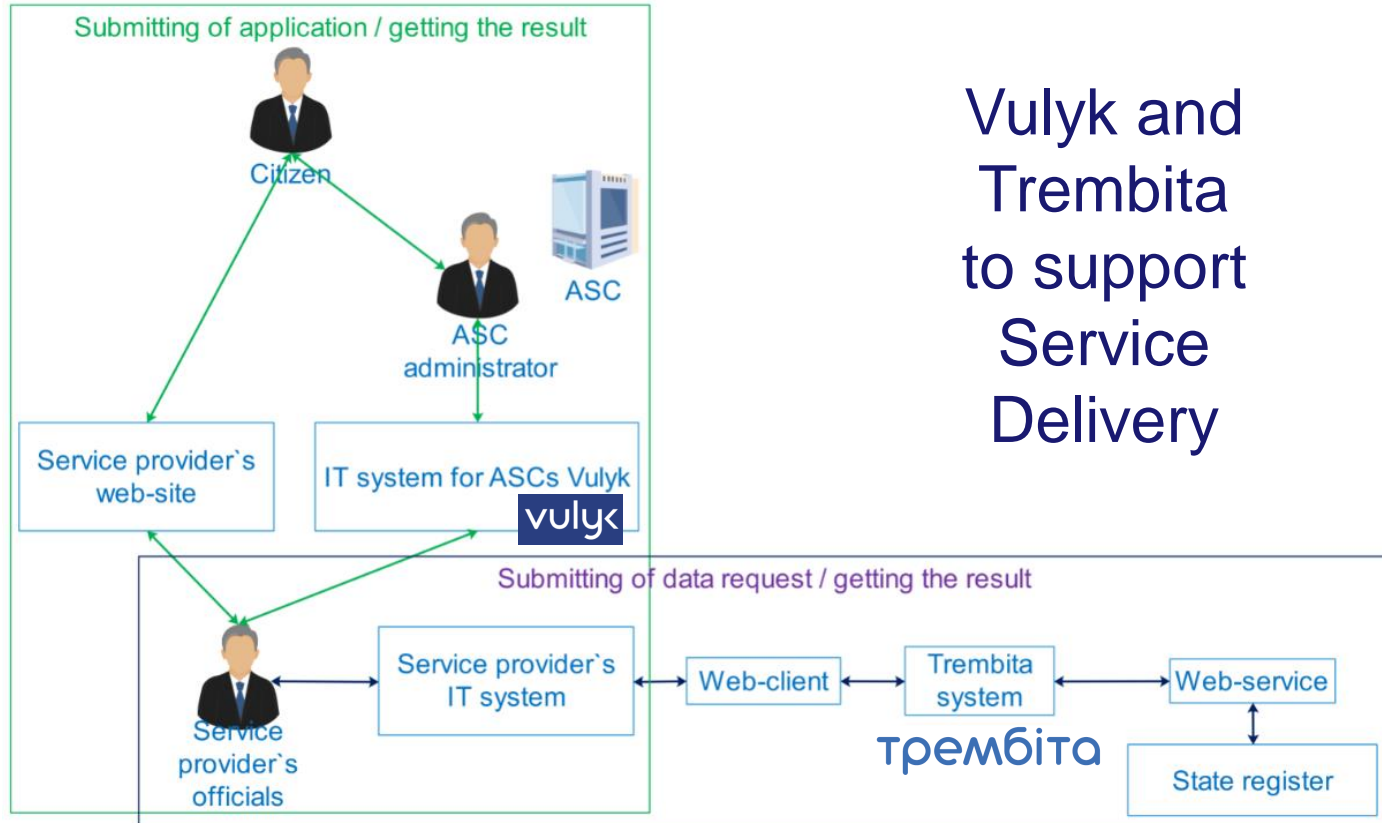 Submitting of application / getting the result
Citizen
ASC
ASC
administrator
Service provider`s
web-site
IT system for ASCs Vulyk
vulyk
Vulyk and
Trembita
to support
Service
Delivery
Submitting of data request / getting the result
Service
provider`s
officials
Service provider`s
IT system
Web-client
Trembita
system
трембіта
Web-service
State register